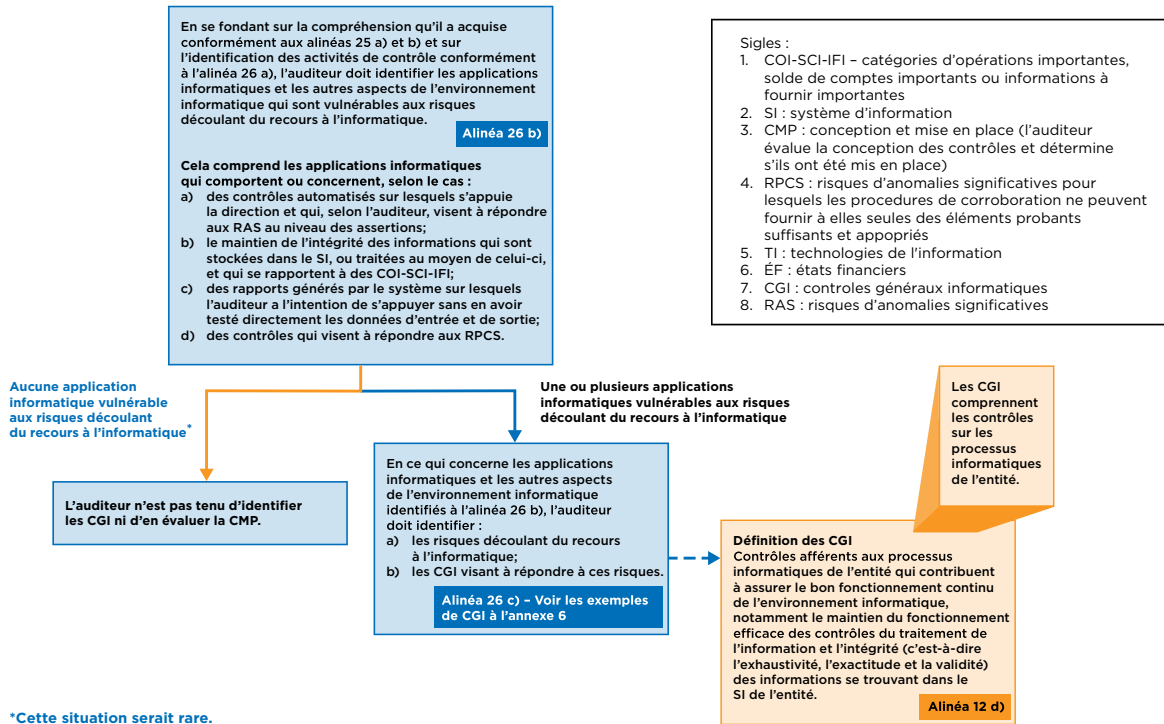 En se fondant sur la compréhension qu'il a acquise
conformément aux alinéas 25 a) et b) et sur
l'identification des activités de contrôle conformément
à l'alinéa 26 a), l'auditeur doit identifier les applications
informatiques et les autres aspects de l'environnement
informatique qui sont vulnérables aux risques
découlant du recours à l'informatique.
Alinéa 26 b)
Cela comprend les applications informatiques
qui comportent ou concernent, selon le cas :
a) des contrôles automatisés sur lesquels s'appuie
la direction et qui, selon l'auditeur, visent à répondre
aux RAS au niveau des assertions;
b) le maintien de l'intégrité des informations qui sont
stockées dans le SI, ou traitées au moyen de celui-ci,
et qui se rapportent à des COI-SCI-IFI;
c) des rapports générés par le système sur lesquels
l'auditeur a l'intention de s'appuyer sans en avoir
testé directement les données d'entrée et de sortie;
d) des contrôles qui visent à répondre aux RPCS.
Sigles :
1. COI-SCI-IFI – catégories d'opérations importantes,
solde de comptes importants ou informations à
fournir importantes
2. SI : système d'information
3. CMP : conception et mise en place (l'auditeur
évalue la conception des contrôles et détermine
s'ils ont été mis en place)
4. RPCS : risques d'anomalies significatives pour
lesquels les procedures de corroboration ne peuvent
fournir à elles seules des éléments probants
suffisants et appopriés
5. TI : technologies de l'information
6. ÉF : états financiers
7. CGI : controles généraux informatiques
8. RAS : risques d'anomalies significatives
Aucune application
informatique vulnérable
aux risques découlant
du recours à l'informatique*
Une ou plusieurs applications
informatiques vulnérables aux risques
découlant du recours à l'informatique
L'auditeur n'est pas tenu d'identifier
les CGI ni d'en évaluer la CMP.
En ce qui concerne les applications
informatiques et les autres aspects
de l'environnement informatique
identifiés à l'alinéa 26 b), l'auditeur
doit identifier :
a) les risques découlant du recours
à l'informatique;
b) les CGI visant à répondre à ces risques.
Alinéa 26 c) – Voir les exemples
de CGI à l'annexe 6
Les CGI
comprennent
les contrôles
sur les
processus
informatiques
de l'entité.
Définition des CGI
Contrôles afférents aux processus
informatiques de l'entité qui contribuent
à assurer le bon fonctionnement continu
de l'environnement informatique,
notamment le maintien du fonctionnement
efficace des contrôles du traitement de
l'information et l'intégrité (c'est-à-dire
l'exhaustivité, l'exactitude et la validité)
des informations se trouvant dans le
SI de l'entité.
Alinéa 12 d)
*Cette situation serait rare.